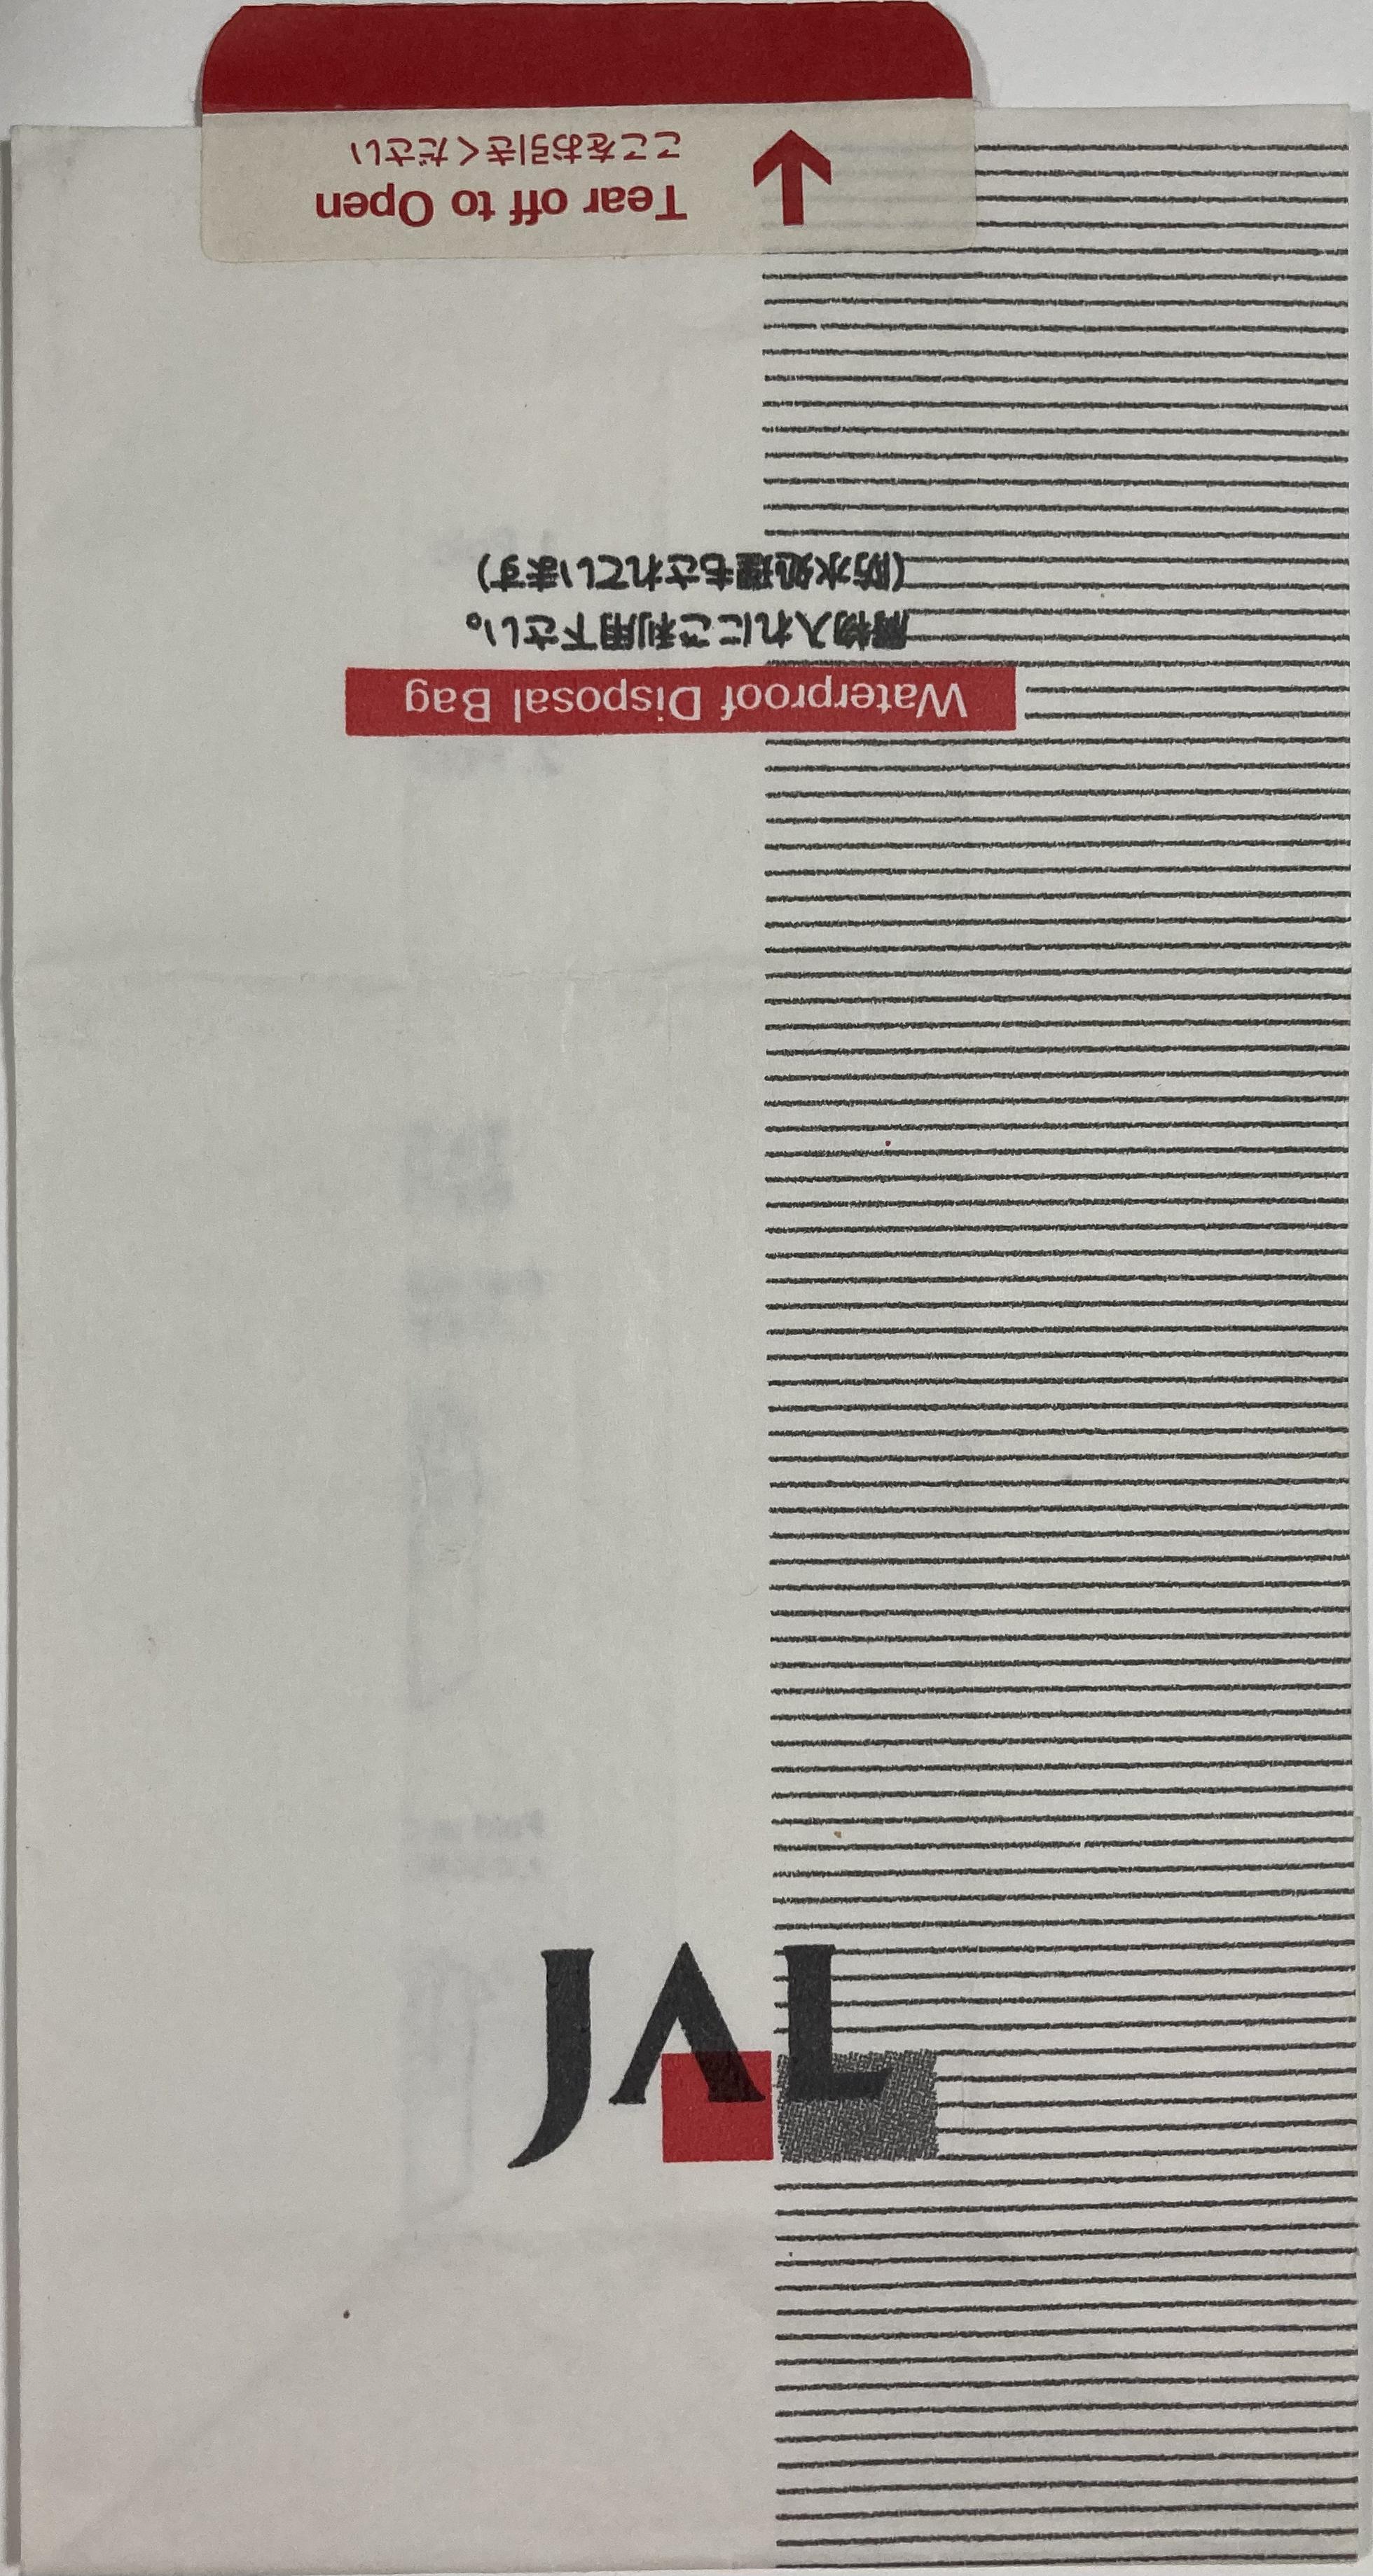 JAL
Waterproof Disposal Bag
屑物入れにご利用下さい。
(防水処理もされています)
Tear off to Open
ここをお引きください